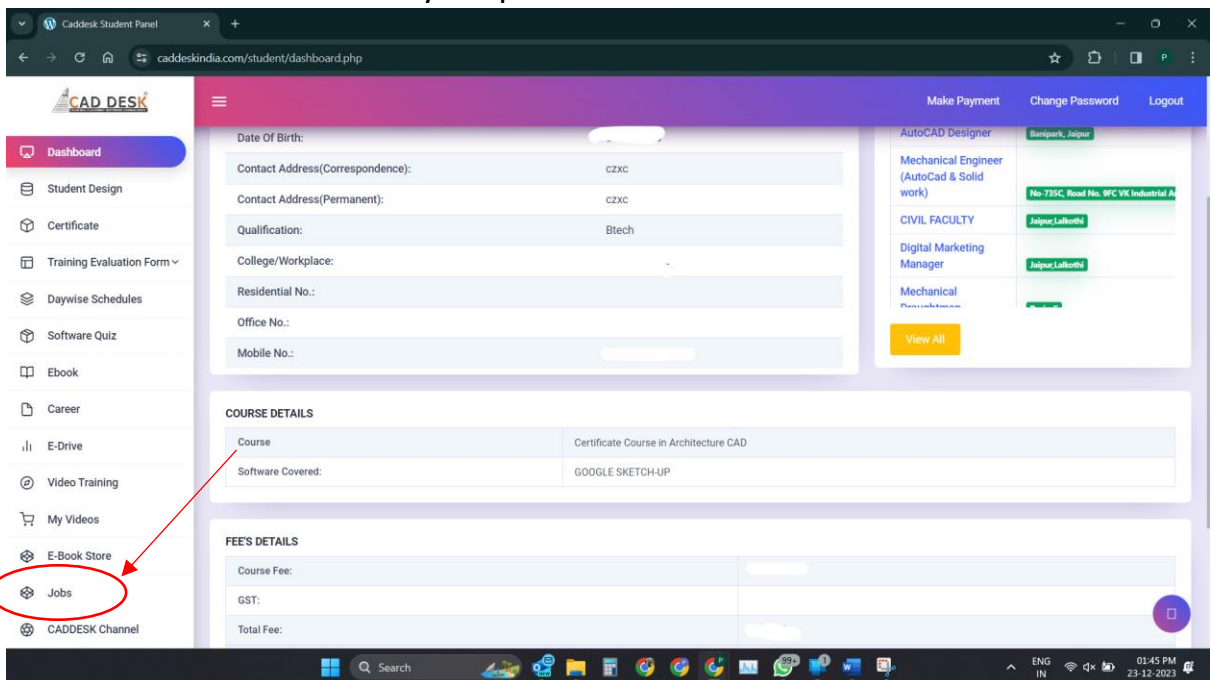 Caddesk Student Panel
caddeskindia.com/student/dashboard.php
P
CAD DESK
Make Payment Change Password Logout
Dashboard
Student Design
Certificate
Training Evaluation Form
Daywise Schedules
Software Quiz
Ebook
Career
E-Drive
Video Training
My Videos
E-Book Store
Jobs
CADDESK Channel
Date Of Birth:
Contact Address(Correspondence): czxc
Contact Address(Permanent): czxc
Qualification: Btech
College/Workplace:
Residential No.:
Office No.:
Mobile No.:
AutoCAD Designer Banipark, Jaipur
Mechanical Engineer
(AutoCad & Solid
work) No-735C, Road No. 9FC VK Industrial
CIVIL FACULTY Jaipur,Lalkothi
Digital Marketing
Manager Jaipur,Lalkothi
Mechanical
View All
COURSE DETAILS
Course Certificate Course in Architecture CAD
Software Covered: GOOGLE SKETCH-UP
FEE'S DETAILS
Course Fee:
GST:
Total Fee:
Search
99+
ENG
IN
01:45 PM
23-12-2023